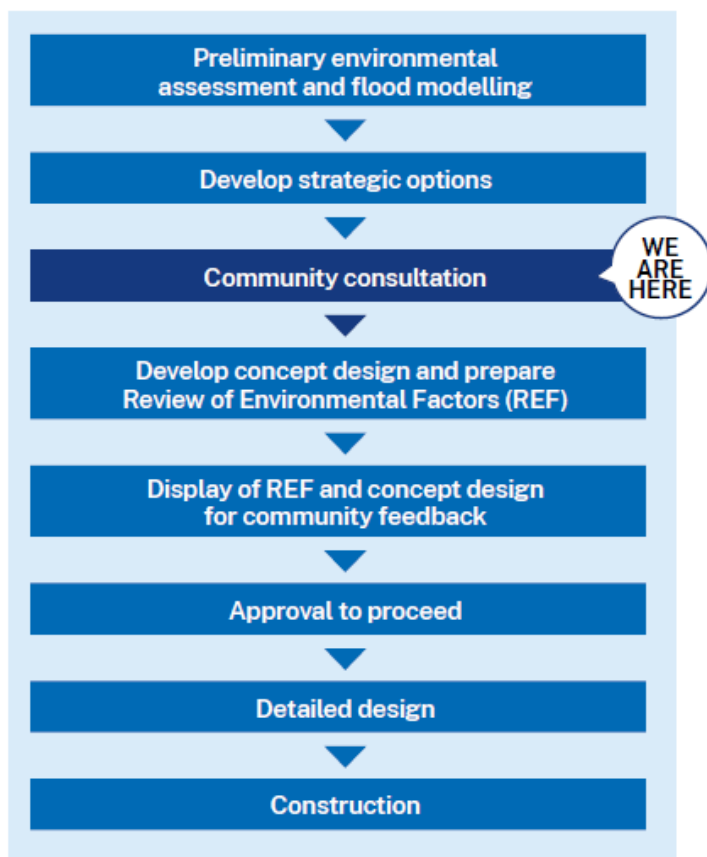 Preliminary environmental
assessment and flood modelling
Develop strategic options
Community consultation
WE
ARE
HERE
Develop concept design and prepare
Review of Environmental Factors (REF)
Display of REF and concept design
for community feedback
Approval to proceed
Detailed design
Construction